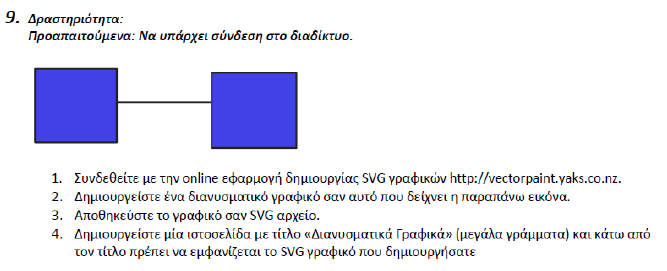 9. Δραστηριότητα:
Προαπαιτούμενα: Να υπάρχει σύνδεση στο διαδίκτυο.
1. Συνδεθείτε με την online εφαρμογή δημιουργίας SVG γραφικών http://vectorpaint.yaks.co.nz.
2. Δημιουργείστε ένα διανυσματικό γραφικό σαν αυτό που δείχνει η παραπάνω εικόνα.
3. Αποθηκεύστε το γραφικό σαν SVG αρχείο.
4. Δημιουργείστε μία ιστοσελίδα με τίτλο «Διανυσματικά Γραφικά» (μεγάλα γράμματα) και κάτω από
τον τίτλο πρέπει να εμφανίζεται το SVG γραφικό που δημιουργήσατε